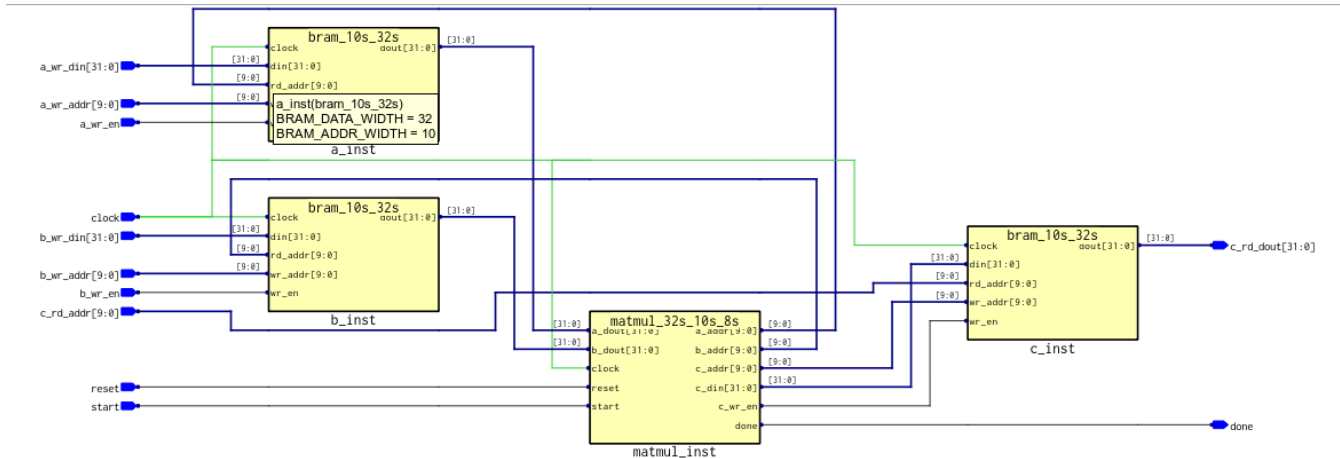 bram_10s_32s
clock
dout[31:0]
[31:0]
a_wr_din[31:0]
[31:0]
din[31:0]
[9:0]
rd_addr[9:0]
a_wr_addr[9:0]
[9:0]
a_wr_en
a_inst(bram_10s_32s)
BRAM_DATA_WIDTH = 32
BRAM_ADDR_WIDTH = 10
a_inst
bram_10s_32s
clock
clock
dout[31:0]
[31:0]
b_wr_din[31:0]
[31:0]
din[31:0]
[9:0]
rd_addr[9:0]
b_wr_addr[9:0]
[9:0]
wr_addr[9:0]
b_wr_en
wr_en
c_rd_addr[9:0]
b_inst
bram_10s_32s
clock
dout[31:0]
[31:0]
c_rd_dout[31:0]
[31:0]
din[31:0]
[9:0]
rd_addr[9:0]
[9:0]
wr_addr[9:0]
wr_en
c_inst
matmul_32s_10s_8s
[31:0]
a_dout[31:0]
a_addr[9:0]
[9:0]
[31:0]
b_dout[31:0]
b_addr[9:0]
[9:0]
clock
c_addr[9:0]
[9:0]
reset
reset
c_din[31:0]
[31:0]
start
start
c_wr_en
done
done
matmul_inst